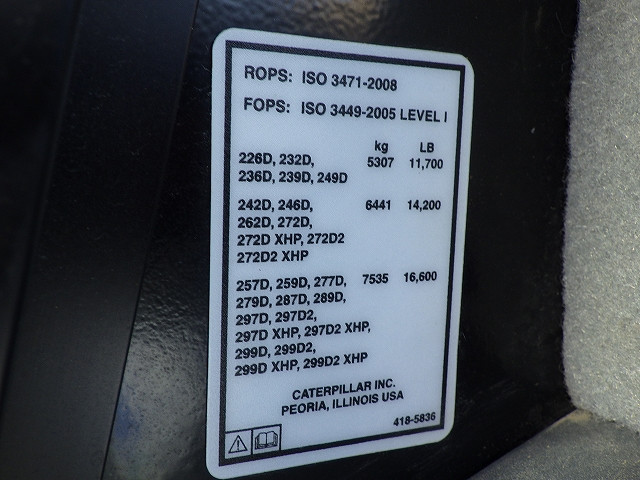 ROPS: ISO 3471-2008
FOPS: ISO 3449-2005 LEVEL I
kg LB
226D, 232D, 5307 11,700
236D, 239D, 249D
242D, 246D, 6441 14,200
262D, 272D,
272D XHP, 272D2
272D2 XHP
257D, 259D, 277D, 7535 16,600
279D, 287D, 289D,
297D, 297D2,
297D XHP, 297D2 XHP,
299D, 299D2,
299D XHP, 299D2 XHP
CATERPILLAR INC.
PEORIA, ILLINOIS USA
418-5836